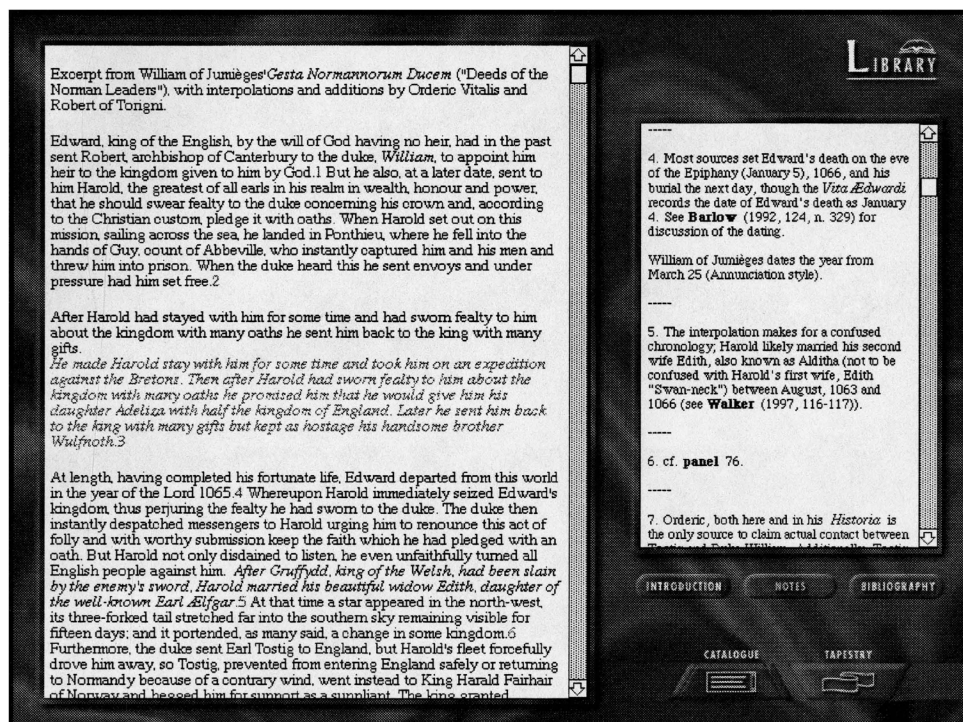 Excerpt from William of Jumièges' Gesta Normannorum Ducem ("Deeds of the
Norman Leaders"), with interpolations and additions by Orderic Vitalis and
Robert of Torigni.
Edward, king of the English, by the will of God having no heir, had in the past
sent Robert, archbishop of Canterbury to the duke, William, to appoint him
heir to the kingdom given to him by God.1 But he also, at a later date, sent to
him Harold, the greatest of all earls in his realm in wealth, honour and power,
that he should swear fealty to the duke concerning his crown and, according
to the Christian custom, pledge it with oaths. When Harold set out on this
mission, sailing across the sea, he landed in Ponthieu, where he fell into the
hands of Guy, count of Abbeville, who instantly captured him and his men and
threw him into prison. When the duke heard this he sent envoys and under
pressure had him set free.2
After Harold had stayed with him for some time and had sworn fealty to him
about the kingdom with many oaths he sent him back to the king with many
gifts.
He made Harold stay with him for some time and took him on an expedition
against the Bretons. Then after Harold had sworn fealty to him about the
kingdom with many oaths he promised him that he would give him his
daughter Adeliza with half the kingdom of England. Later he sent him back
to the king with many gifts but kept as hostage his handsome brother
Wulfnoth.3
At length, having completed his fortunate life, Edward departed from this world
in the year of the Lord 1065.4 Whereupon Harold immediately seized Edward's
kingdom, thus perjuring the fealty he had sworn to the duke. The duke then
instantly despatched messengers to Harold urging him to renounce this act of
folly and with worthy submission keep the faith which he had pledged with an
oath. But Harold not only disdained to listen, he even unfaithfully turned all
English people against him. After Gruffydd, king of the Welsh, had been slain
by the enemy's sword, Harold married his beautiful widow Edith, daughter of
the well-known Earl Ælfgar.5 At that time a star appeared in the north-west,
its three-forked tail stretched far into the southern sky remaining visible for
fifteen days; and it portended, as many said, a change in some kingdom.6
Furthermore, the duke sent Earl Tostig to England, but Harold's fleet forcefully
drove him away, so Tostig, prevented from entering England safely or returning
to Normandy because of a contrary wind, went instead to King Harald Fairhair
of Norway and begged him for support as a suppliant. The king granted
LIBRARY
-----
4. Most sources set Edward's death on the eve
of the Epiphany (January 5), 1066, and his
burial the next day, though the Vita Ædwardi
records the date of Edward's death as January
4. See Barlow (1992, 124, n. 329) for
discussion of the dating.
William of Jumièges dates the year from
March 25 (Annunciation style).
-----
5. The interpolation makes for a confused
chronology; Harold likely married his second
wife Edith, also known as Alditha (not to be
confused with Harold's first wife, Edith
"Swan-neck") between August, 1063 and
1066 (see Walker (1997, 116-117)).
-----
6. cf. panel 76.
-----
7. Orderic, both here and in his Historia is
the only source to claim actual contact between
Tostig and Duke William. Additionally, Tostig
INTRODUCTION NOTES BIBLIOGRAPHY
CATALOGUE TAPESTRY